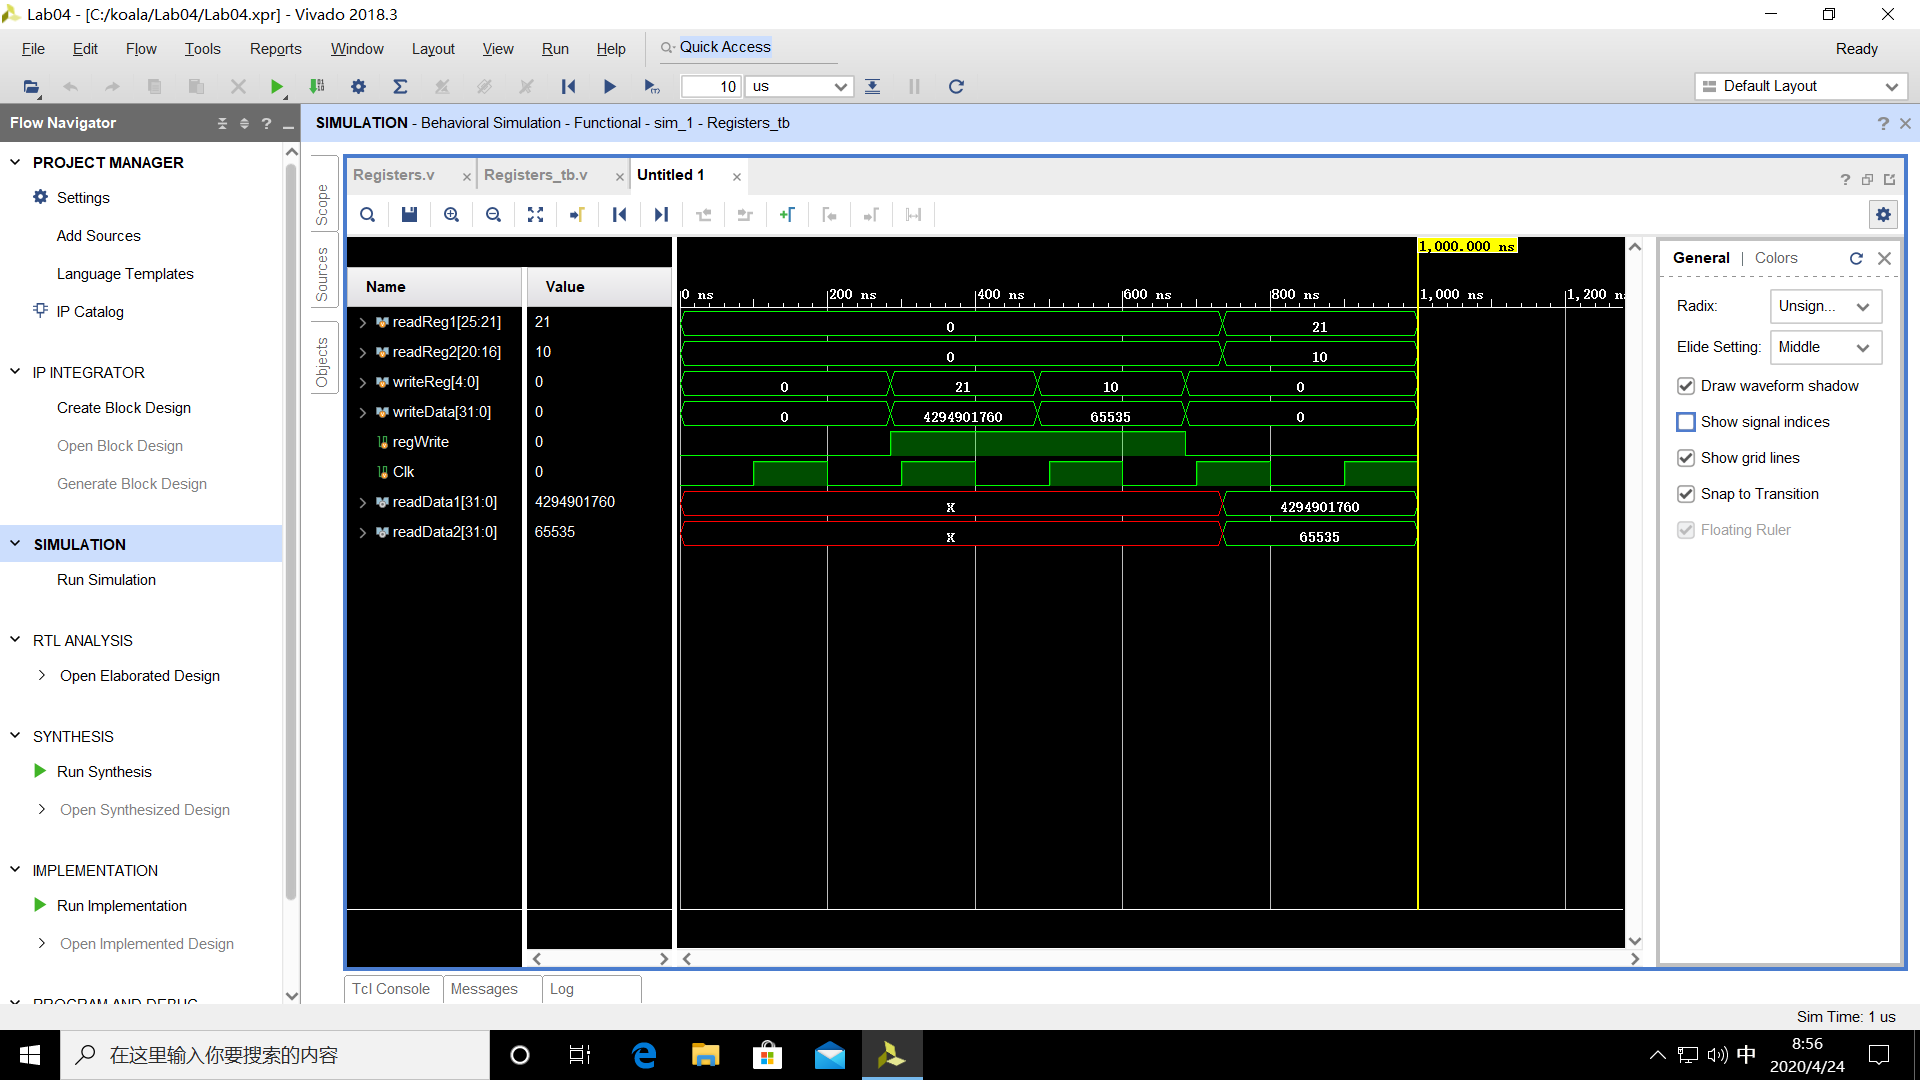 Lab04 - [C:/koala/Lab04/Lab04.xpr] - Vivado 2018.3
File Edit Flow Tools Reports Window Layout View Run Help Quick Access Ready
10 us Default Layout
Flow Navigator
SIMULATION - Behavioral Simulation - Functional - sim_1 - Registers_tb
PROJECT MANAGER
Settings
Add Sources
Language Templates
IP Catalog
IP INTEGRATOR
Create Block Design
Open Block Design
Generate Block Design
SIMULATION
Run Simulation
RTL ANALYSIS
Open Elaborated Design
SYNTHESIS
Run Synthesis
Open Synthesized Design
IMPLEMENTATION
Run Implementation
Open Implemented Design
PROGRAM AND DEBUG
Scope
Sources
Objects
Registers.v Registers_tb.v Untitled 1
1,000.000 ns
Name Value
0 ns 200 ns 400 ns 600 ns 800 ns 1,000 ns 1,200 n
readReg1[25:21] 21 0 21
readReg2[20:16] 10 0 10
writeReg[4:0] 0 0 21 10 0
writeData[31:0] 0 0 4294901760 65535 0
regWrite 0
Clk 0
readData1[31:0] 4294901760 X 4294901760
readData2[31:0] 65535 X 65535
General | Colors
Radix: Unsign...
Elide Setting: Middle
Draw waveform shadow
Show signal indices
Show grid lines
Snap to Transition
Floating Ruler
Tcl Console Messages Log
Sim Time: 1 us
在这里输入你要搜索的内容
中
8:56
2020/4/24